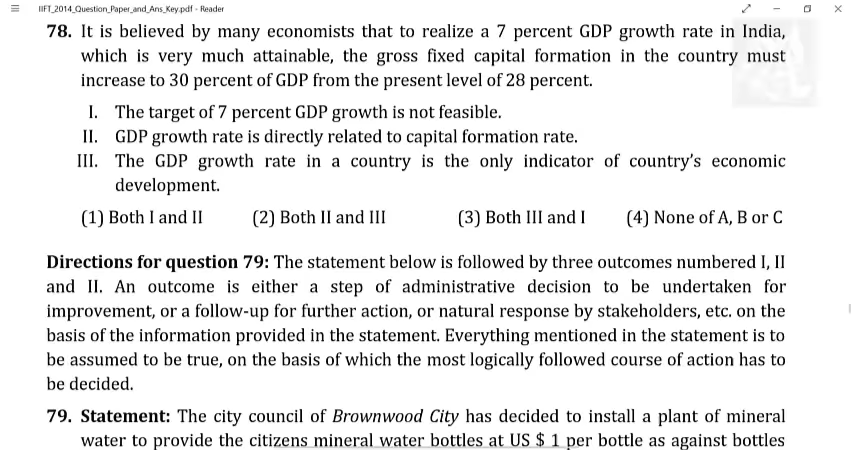 IIFT_2014_Question_Paper_and_Ans_Key.pdf - Reader
78. It is believed by many economists that to realize a 7 percent GDP growth rate in India,
which is very much attainable, the gross fixed capital formation in the country must
increase to 30 percent of GDP from the present level of 28 percent.
I. The target of 7 percent GDP growth is not feasible.
II. GDP growth rate is directly related to capital formation rate.
III. The GDP growth rate in a country is the only indicator of country's economic
development.
(1) Both I and II (2) Both II and III (3) Both III and I (4) None of A, B or C
Directions for question 79: The statement below is followed by three outcomes numbered I, II
and II. An outcome is either a step of administrative decision to be undertaken for
improvement, or a follow-up for further action, or natural response by stakeholders, etc. on the
basis of the information provided in the statement. Everything mentioned in the statement is to
be assumed to be true, on the basis of which the most logically followed course of action has to
be decided.
79. Statement: The city council of Brownwood City has decided to install a plant of mineral
water to provide the citizens mineral water bottles at US $ 1 per bottle as against bottles